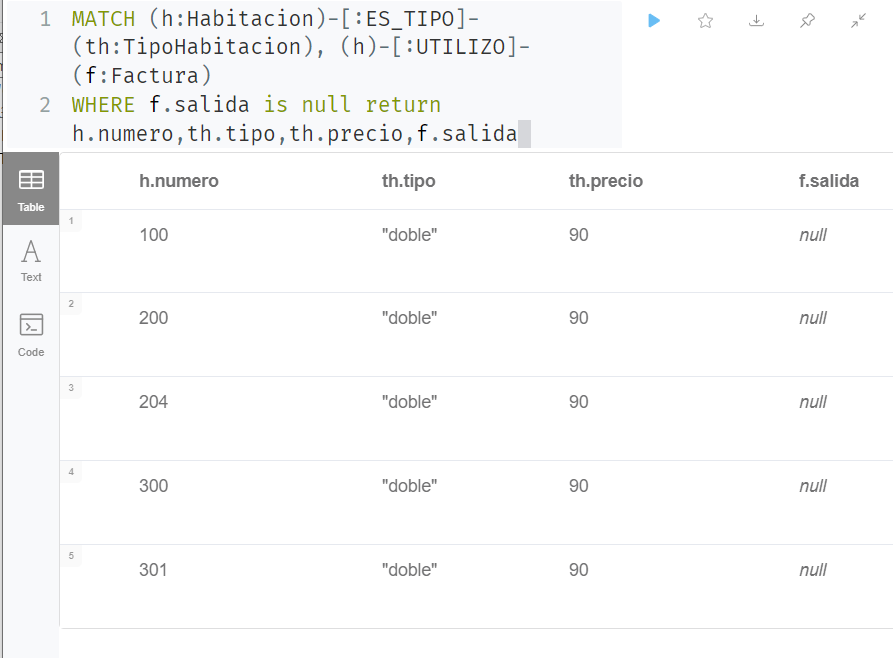 1 MATCH (h:Habitacion)-[:ES_TIPO]-
(th:TipoHabitacion), (h)-[:UTILIZO]-
(f:Factura)
2 WHERE f.salida is null return
h.numero,th.tipo,th.precio,f.salida
Table
Text
Code
h.numero th.tipo th.precio f.salida
1 100 "doble" 90 null
2 200 "doble" 90 null
3 204 "doble" 90 null
4 300 "doble" 90 null
5 301 "doble" 90 null